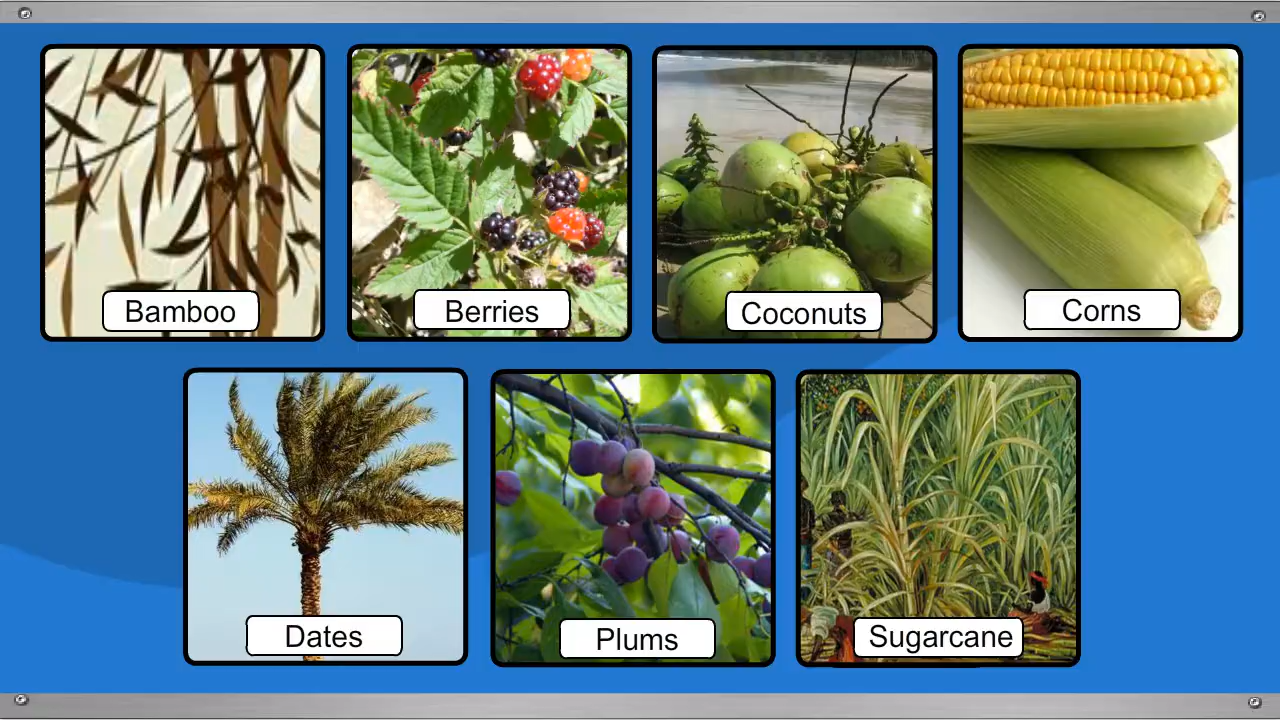 Bamboo
Berries
Coconuts
Corns
Dates
Plums
Sugarcane